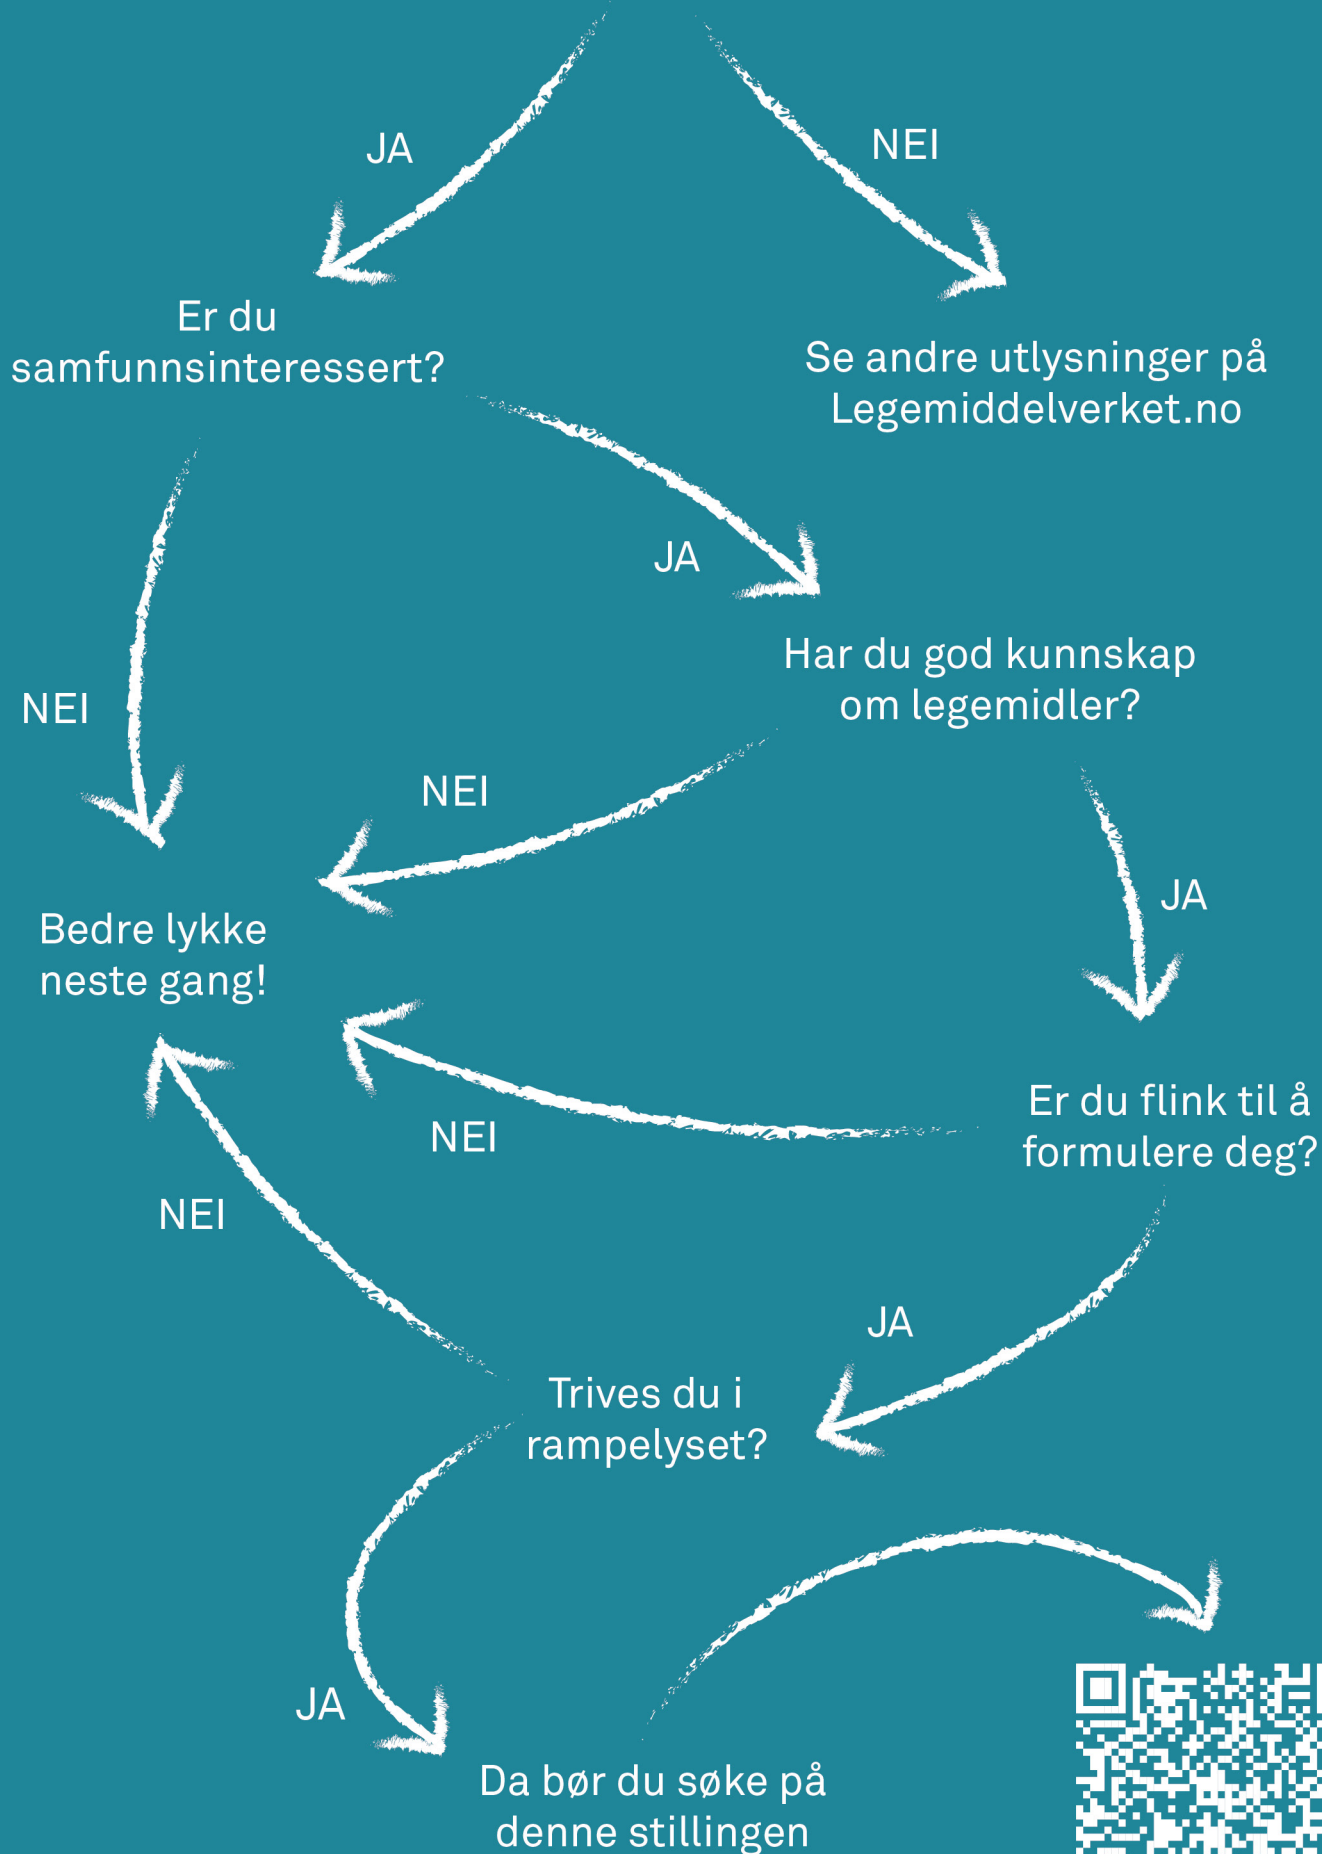 JA
NEI
Er du
samfunnsinteressert?
Se andre utlysninger på
Legemiddelverket.no
JA
Har du god kunnskap
om legemidler?
NEI
NEI
JA
Bedre lykke
neste gang!
Er du flink til å
formulere deg?
NEI
NEI
JA
Trives du i
rampelyset?
JA
Da bør du søke på
denne stillingen